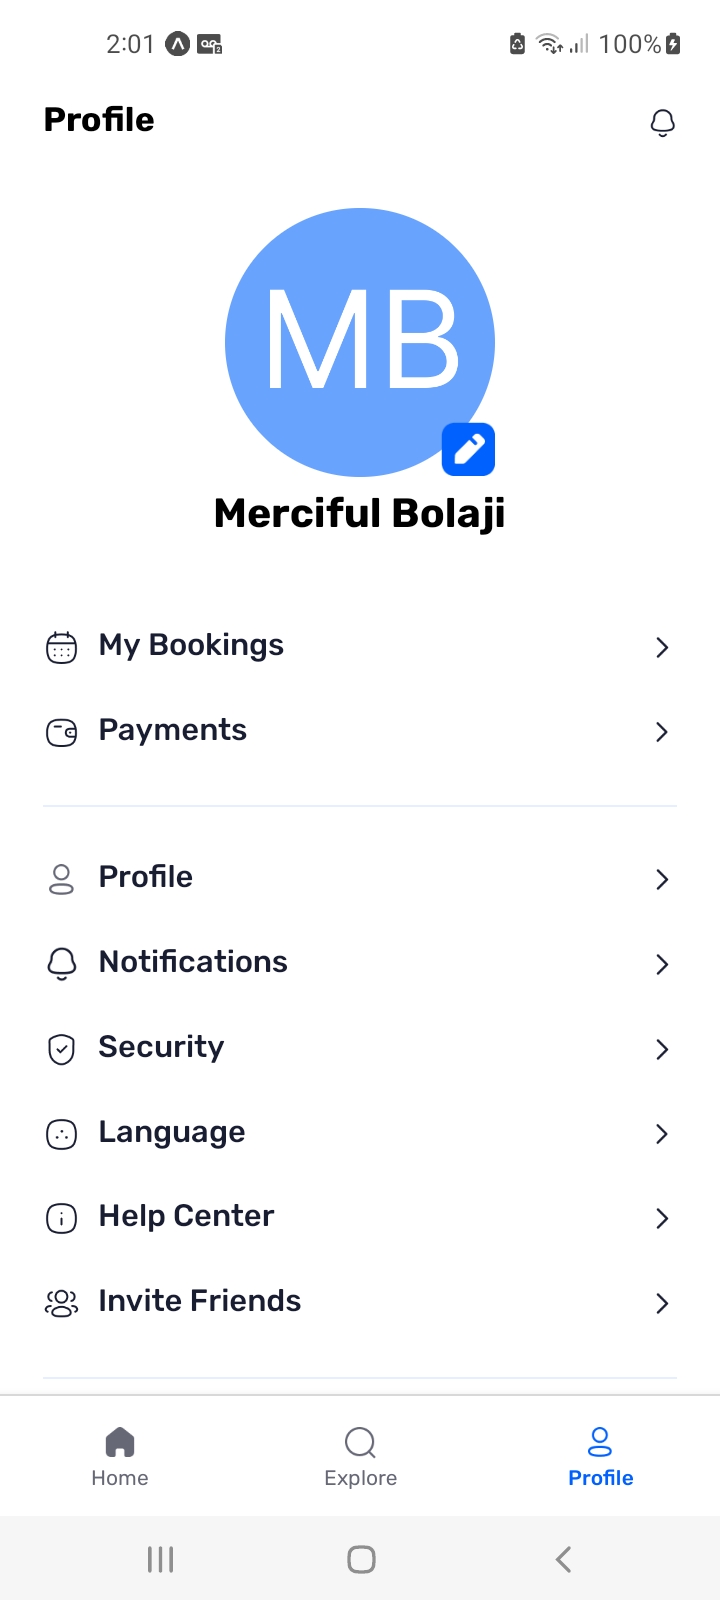 2:01 100%
Profile
MB
Merciful Bolaji
My Bookings
Payments
Profile
Notifications
Security
Language
Help Center
Invite Friends
Home Explore Profile